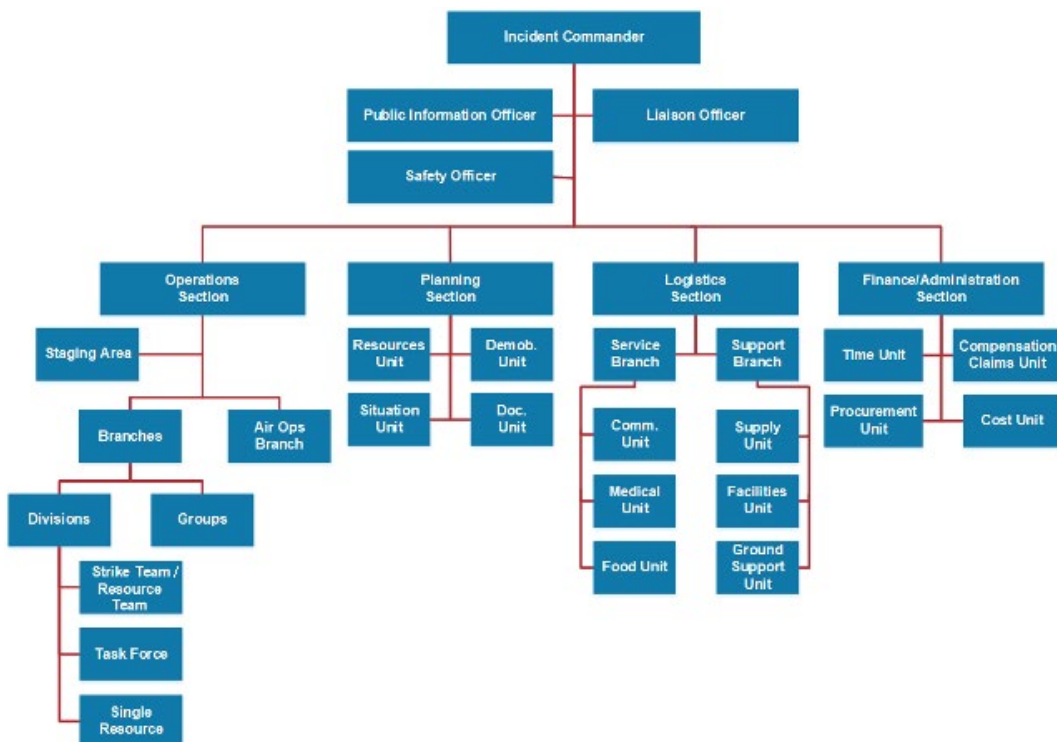 Incident Commander
Public Information Officer
Liaison Officer
Safety Officer
Operations
Section
Planning
Section
Logistics
Section
Finance/Administration
Section
Staging Area
Resources
Unit
Demob.
Unit
Service
Branch
Support
Branch
Time Unit
Compensation
Claims Unit
Branches
Air Ops
Branch
Situation
Unit
Doc.
Unit
Comm.
Unit
Supply
Unit
Procurement
Unit
Cost Unit
Divisions
Groups
Medical
Unit
Facilities
Unit
Strike Team /
Resource
Team
Food Unit
Ground
Support
Unit
Task Force
Single
Resource